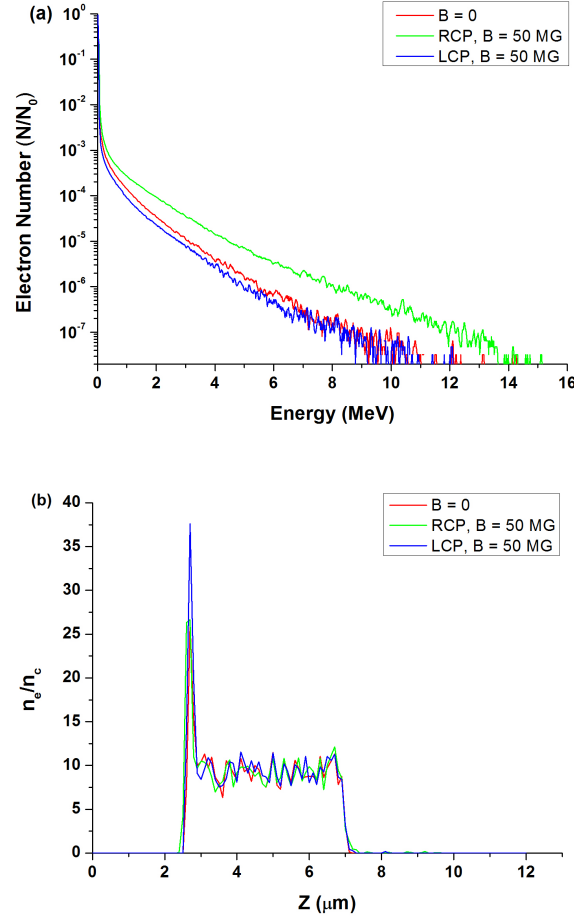 (a)
B = 0
RCP, B = 50 MG
LCP, B = 50 MG
10^0
10^-1
10^-2
10^-3
10^-4
10^-5
10^-6
10^-7
Electron Number (N/N_0)
0 2 4 6 8 10 12 14 16
Energy (MeV)
(b)
B = 0
RCP, B = 50 MG
LCP, B = 50 MG
40
35
30
25
20
15
10
5
0
n_e/n_c
0 2 4 6 8 10 12
Z (μm)